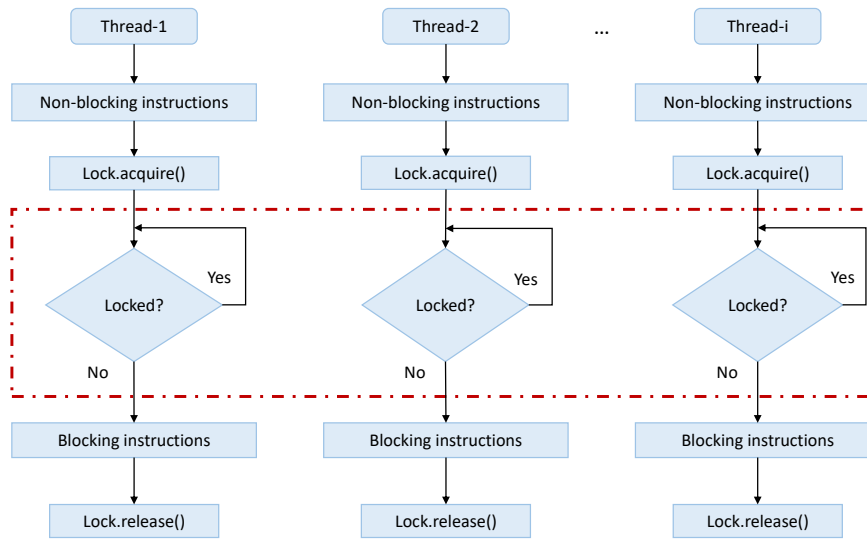 Thread-1
Thread-2
...
Thread-i
Non-blocking instructions
Non-blocking instructions
Non-blocking instructions
Lock.acquire()
Lock.acquire()
Lock.acquire()
Yes
Yes
Yes
Locked?
Locked?
Locked?
No
No
No
Blocking instructions
Blocking instructions
Blocking instructions
Lock.release()
Lock.release()
Lock.release()